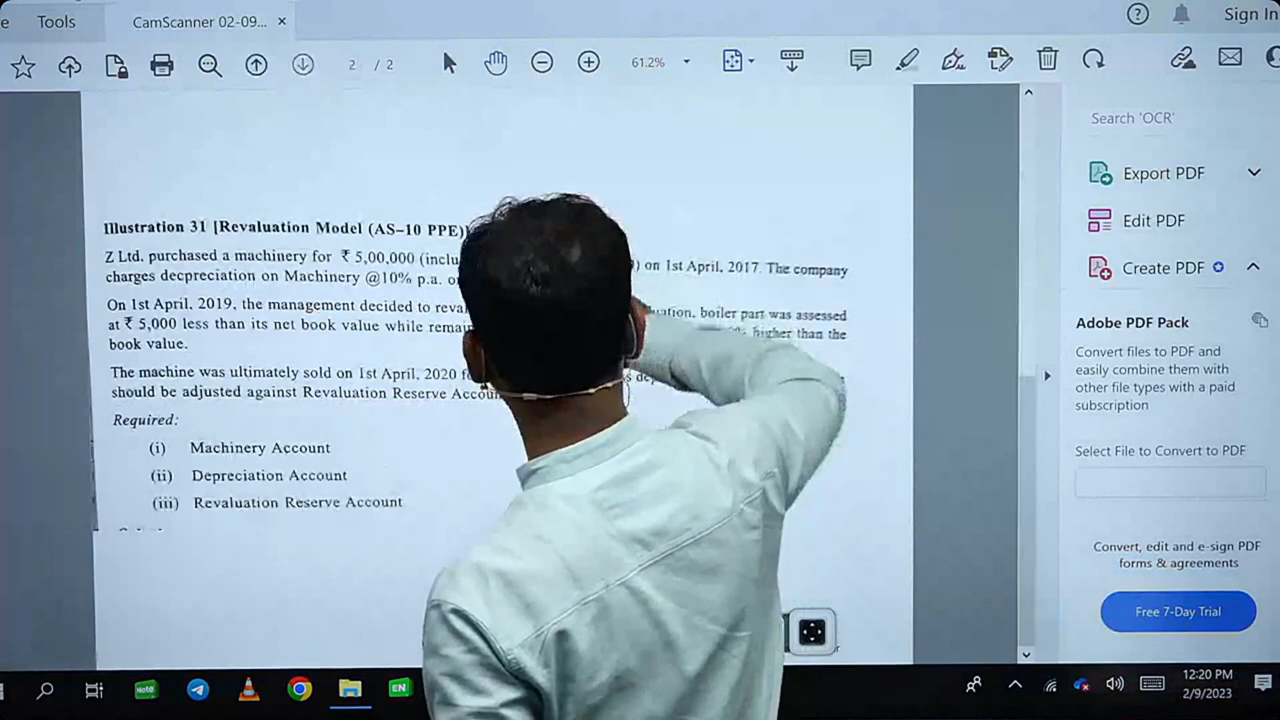 Tools
CamScanner 02-09... ×
Sign In
2 / 2
61.2%
Search 'OCR'
Export PDF
Edit PDF
Create PDF
Adobe PDF Pack
Convert files to PDF and
easily combine them with
other file types with a paid
subscription
Select File to Convert to PDF
Convert, edit and e-sign PDF
forms & agreements
Free 7-Day Trial
Illustration 31 [Revaluation Model (AS–10 PPE)]
Z Ltd. purchased a machinery for ₹ 5,00,000 ) on 1st April, 2017. The company
charges decpreciation on Machinery @10% p.a.
On 1st April, 2019, the management decided to boiler part was assessed
at ₹ 5,000 less than its net book value while higher than the
book value.
The machine was ultimately sold on 1st April, 2020
should be adjusted against Revaluation Reserve
Required:
(i) Machinery Account
(ii) Depreciation Account
(iii) Revaluation Reserve Account
Note
EN
12:20 PM
2/9/2023